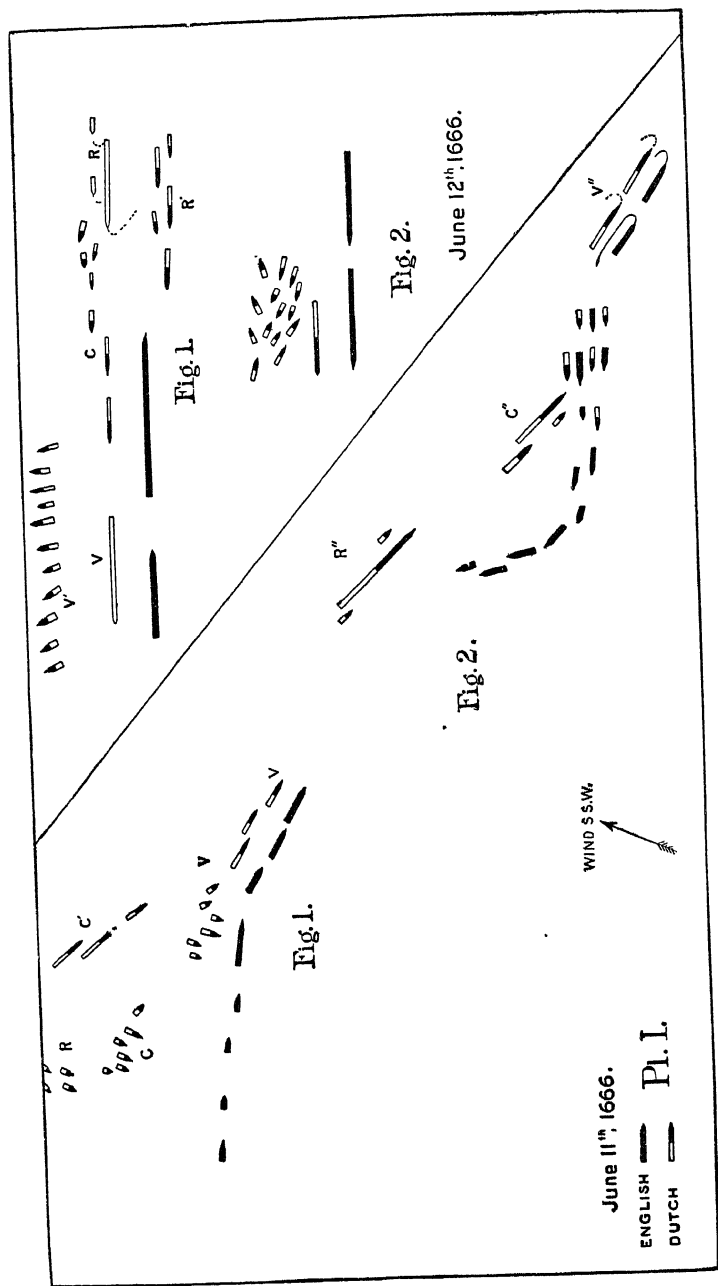 June 11th, 1666.
ENGLISH
DUTCH
Pl. I.
WIND S S.W.
Fig. 1.
R
C
C'
V
V
Fig. 2.
R"
C"
V"
June 12th, 1666.
Fig. 1.
V'
V
C
R
R'
Fig. 2.